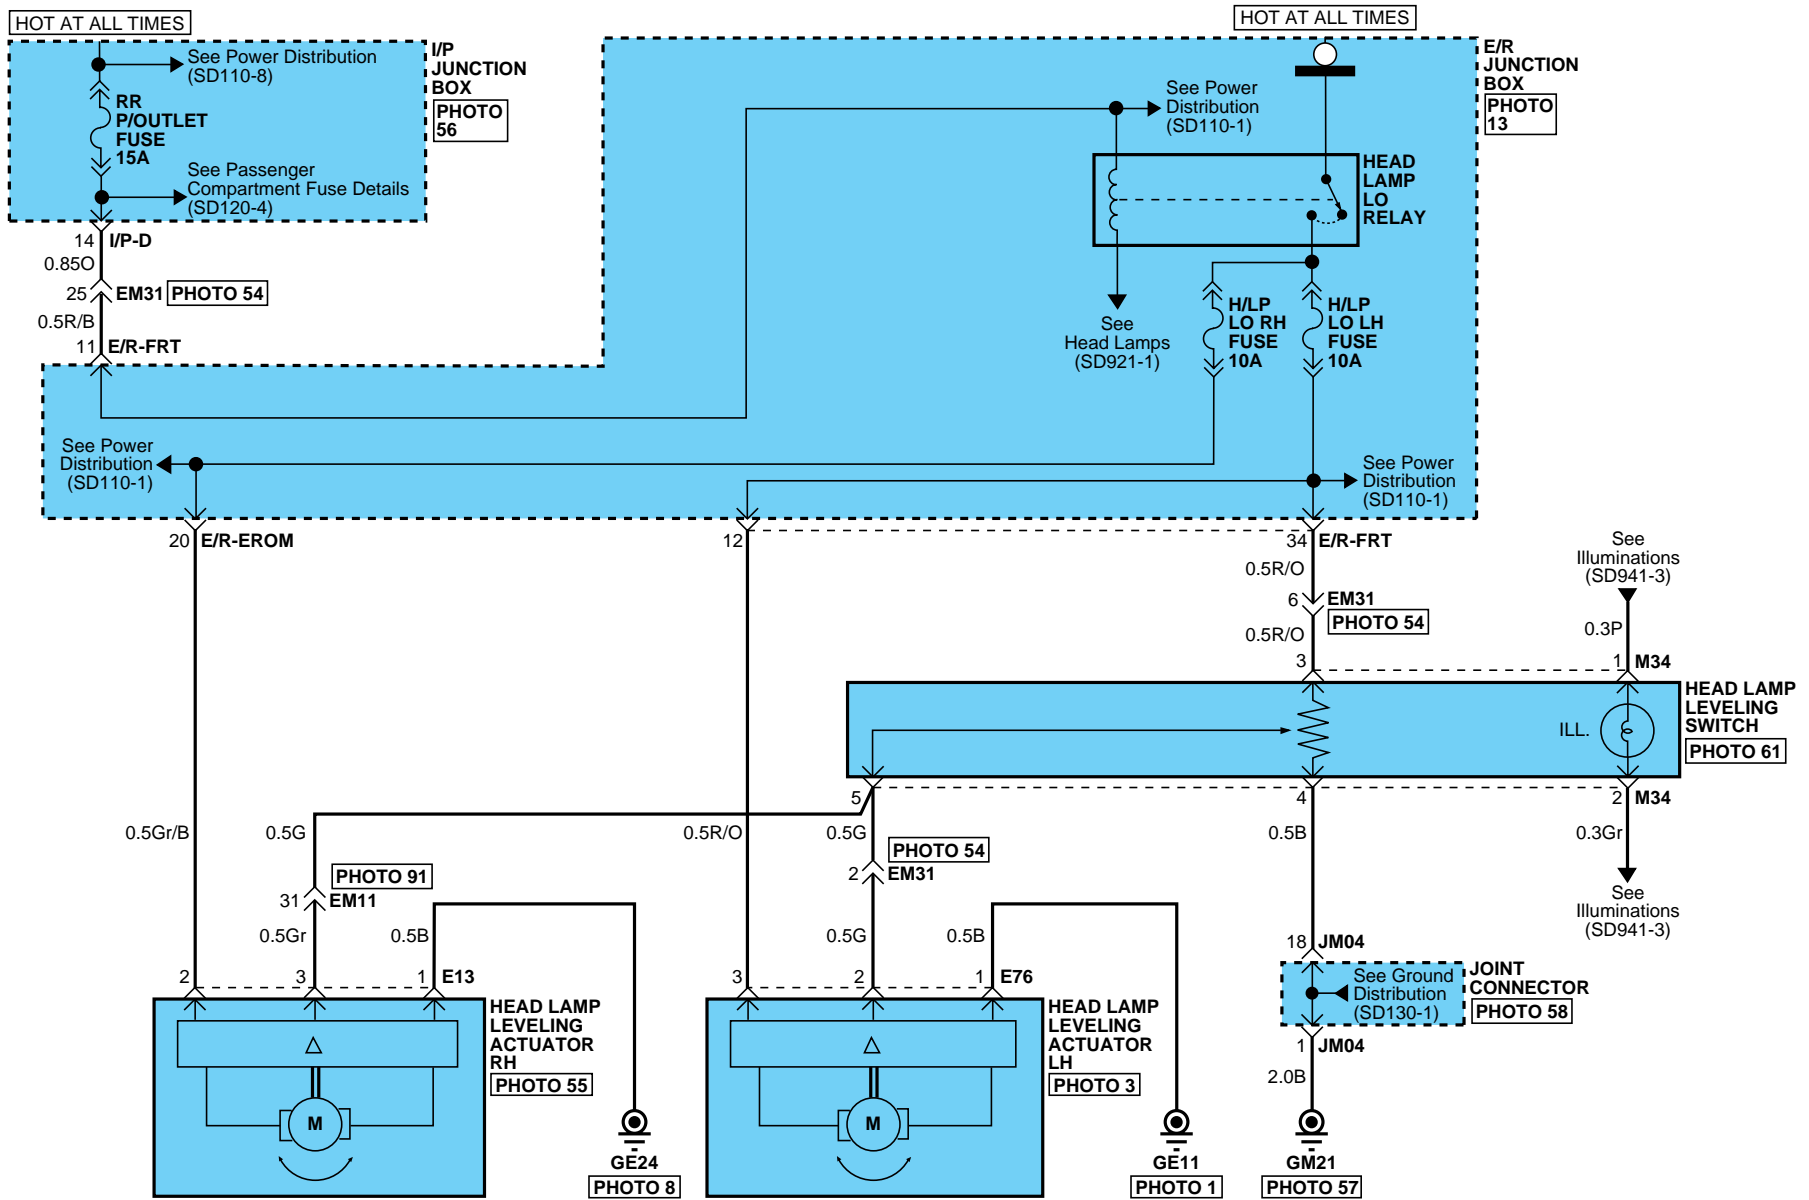 HOT AT ALL TIMES
See Power Distribution
(SD110-8)
I/P
JUNCTION
BOX
PHOTO
56
RR
P/OUTLET
FUSE
15A
See Passenger
Compartment Fuse Details
(SD120-4)
14 I/P-D
0.85O
25 EM31 PHOTO 54
0.5R/B
11 E/R-FRT
HOT AT ALL TIMES
E/R
JUNCTION
BOX
PHOTO
13
See Power
Distribution
(SD110-1)
HEAD
LAMP
LO
RELAY
See
Head Lamps
(SD921-1)
H/LP
LO RH
FUSE
10A
H/LP
LO LH
FUSE
10A
See Power
Distribution
(SD110-1)
See Power
Distribution
(SD110-1)
20 E/R-EROM
12
34 E/R-FRT
0.5R/O
6 EM31
PHOTO 54
0.5R/O
See
Illuminations
(SD941-3)
0.3P
3
1 M34
HEAD LAMP
LEVELING
SWITCH
PHOTO 61
ILL.
5
4
2 M34
0.5Gr/B
0.5G
0.5R/O
0.5G
0.5B
0.3Gr
PHOTO 91
31 EM11
PHOTO 54
2 EM31
See
Illuminations
(SD941-3)
0.5Gr
0.5B
0.5G
0.5B
18 JM04
2
3
1 E13
3
2
1 E76
See Ground
Distribution
(SD130-1)
JOINT
CONNECTOR
PHOTO 58
HEAD LAMP
LEVELING
ACTUATOR
RH
PHOTO 55
HEAD LAMP
LEVELING
ACTUATOR
LH
PHOTO 3
1 JM04
2.0B
M
M
GE24
PHOTO 8
GE11
PHOTO 1
GM21
PHOTO 57